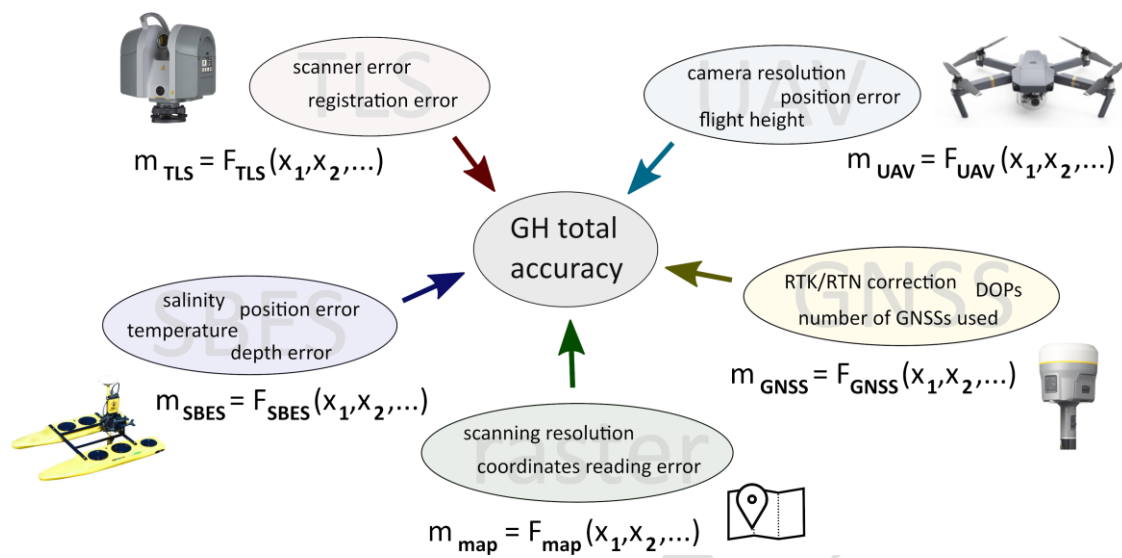 TLS
scanner error
registration error
m TLS = F TLS (x1,x2,...)
UAV
camera resolution
position error
flight height
m UAV = F UAV (x1,x2,...)
GH total
accuracy
SBES
salinity
position error
temperature
depth error
m SBES = F SBES (x1,x2,...)
GNSS
RTK/RTN correction
DOPs
number of GNSSs used
m GNSS = F GNSS (x1,x2,...)
raster
scanning resolution
coordinates reading error
m map = F map (x1,x2,...)